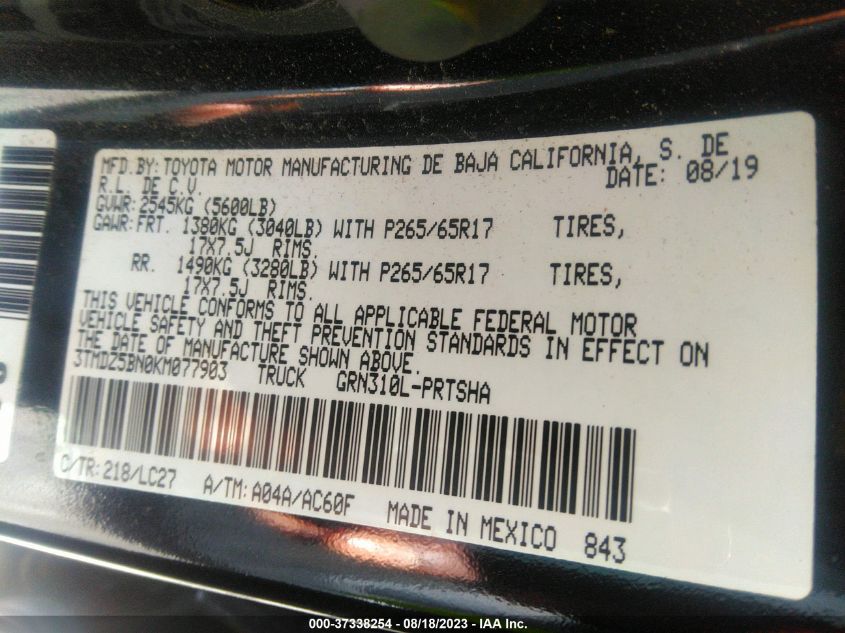 MFD.BY:TOYOTA MOTOR MANUFACTURING DE BAJA CALIFORNIA, S. DE
R.L. DE C.V. DATE: 08/19
GVWR:2545KG (5600LB)
GAWR:FRT. 1380KG (3040LB) WITH P265/65R17 TIRES,
17X7.5J RIMS.
RR. 1490KG (3280LB) WITH P265/65R17 TIRES,
17X7.5J RIMS.
THIS VEHICLE CONFORMS TO ALL APPLICABLE FEDERAL MOTOR
VEHICLE SAFETY AND THEFT PREVENTION STANDARDS IN EFFECT ON
THE DATE OF MANUFACTURE SHOWN ABOVE.
3TMDZ5BN0KM077903 TRUCK GRN310L-PRTSHA
C/TR:218/LC27 A/TM:A04A/AC60F MADE IN MEXICO 843
000-37338254 - 08/18/2023 - IAA Inc.